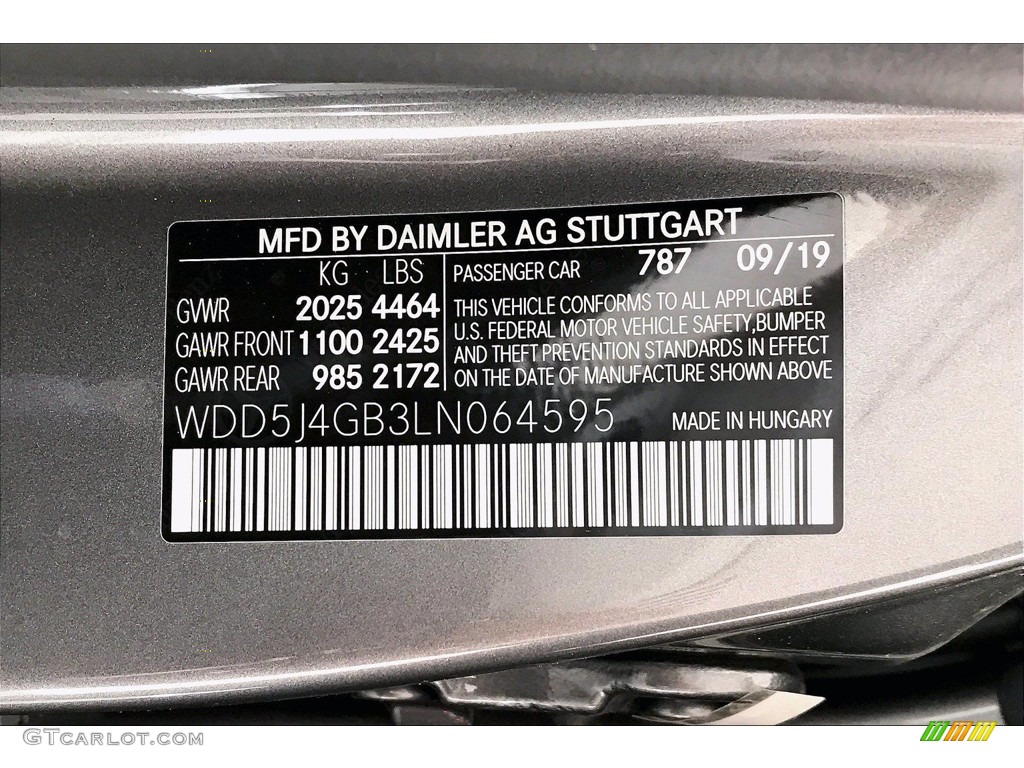 MFD BY DAIMLER AG STUTTGART
KG LBS
GVWR 2025 4464
GAWR FRONT 1100 2425
GAWR REAR 985 2172
PASSENGER CAR 787 09/19
THIS VEHICLE CONFORMS TO ALL APPLICABLE
U.S. FEDERAL MOTOR VEHICLE SAFETY,BUMPER
AND THEFT PREVENTION STANDARDS IN EFFECT
ON THE DATE OF MANUFACTURE SHOWN ABOVE
WDD5J4GB3LN064595 MADE IN HUNGARY
GTCARLOT.COM